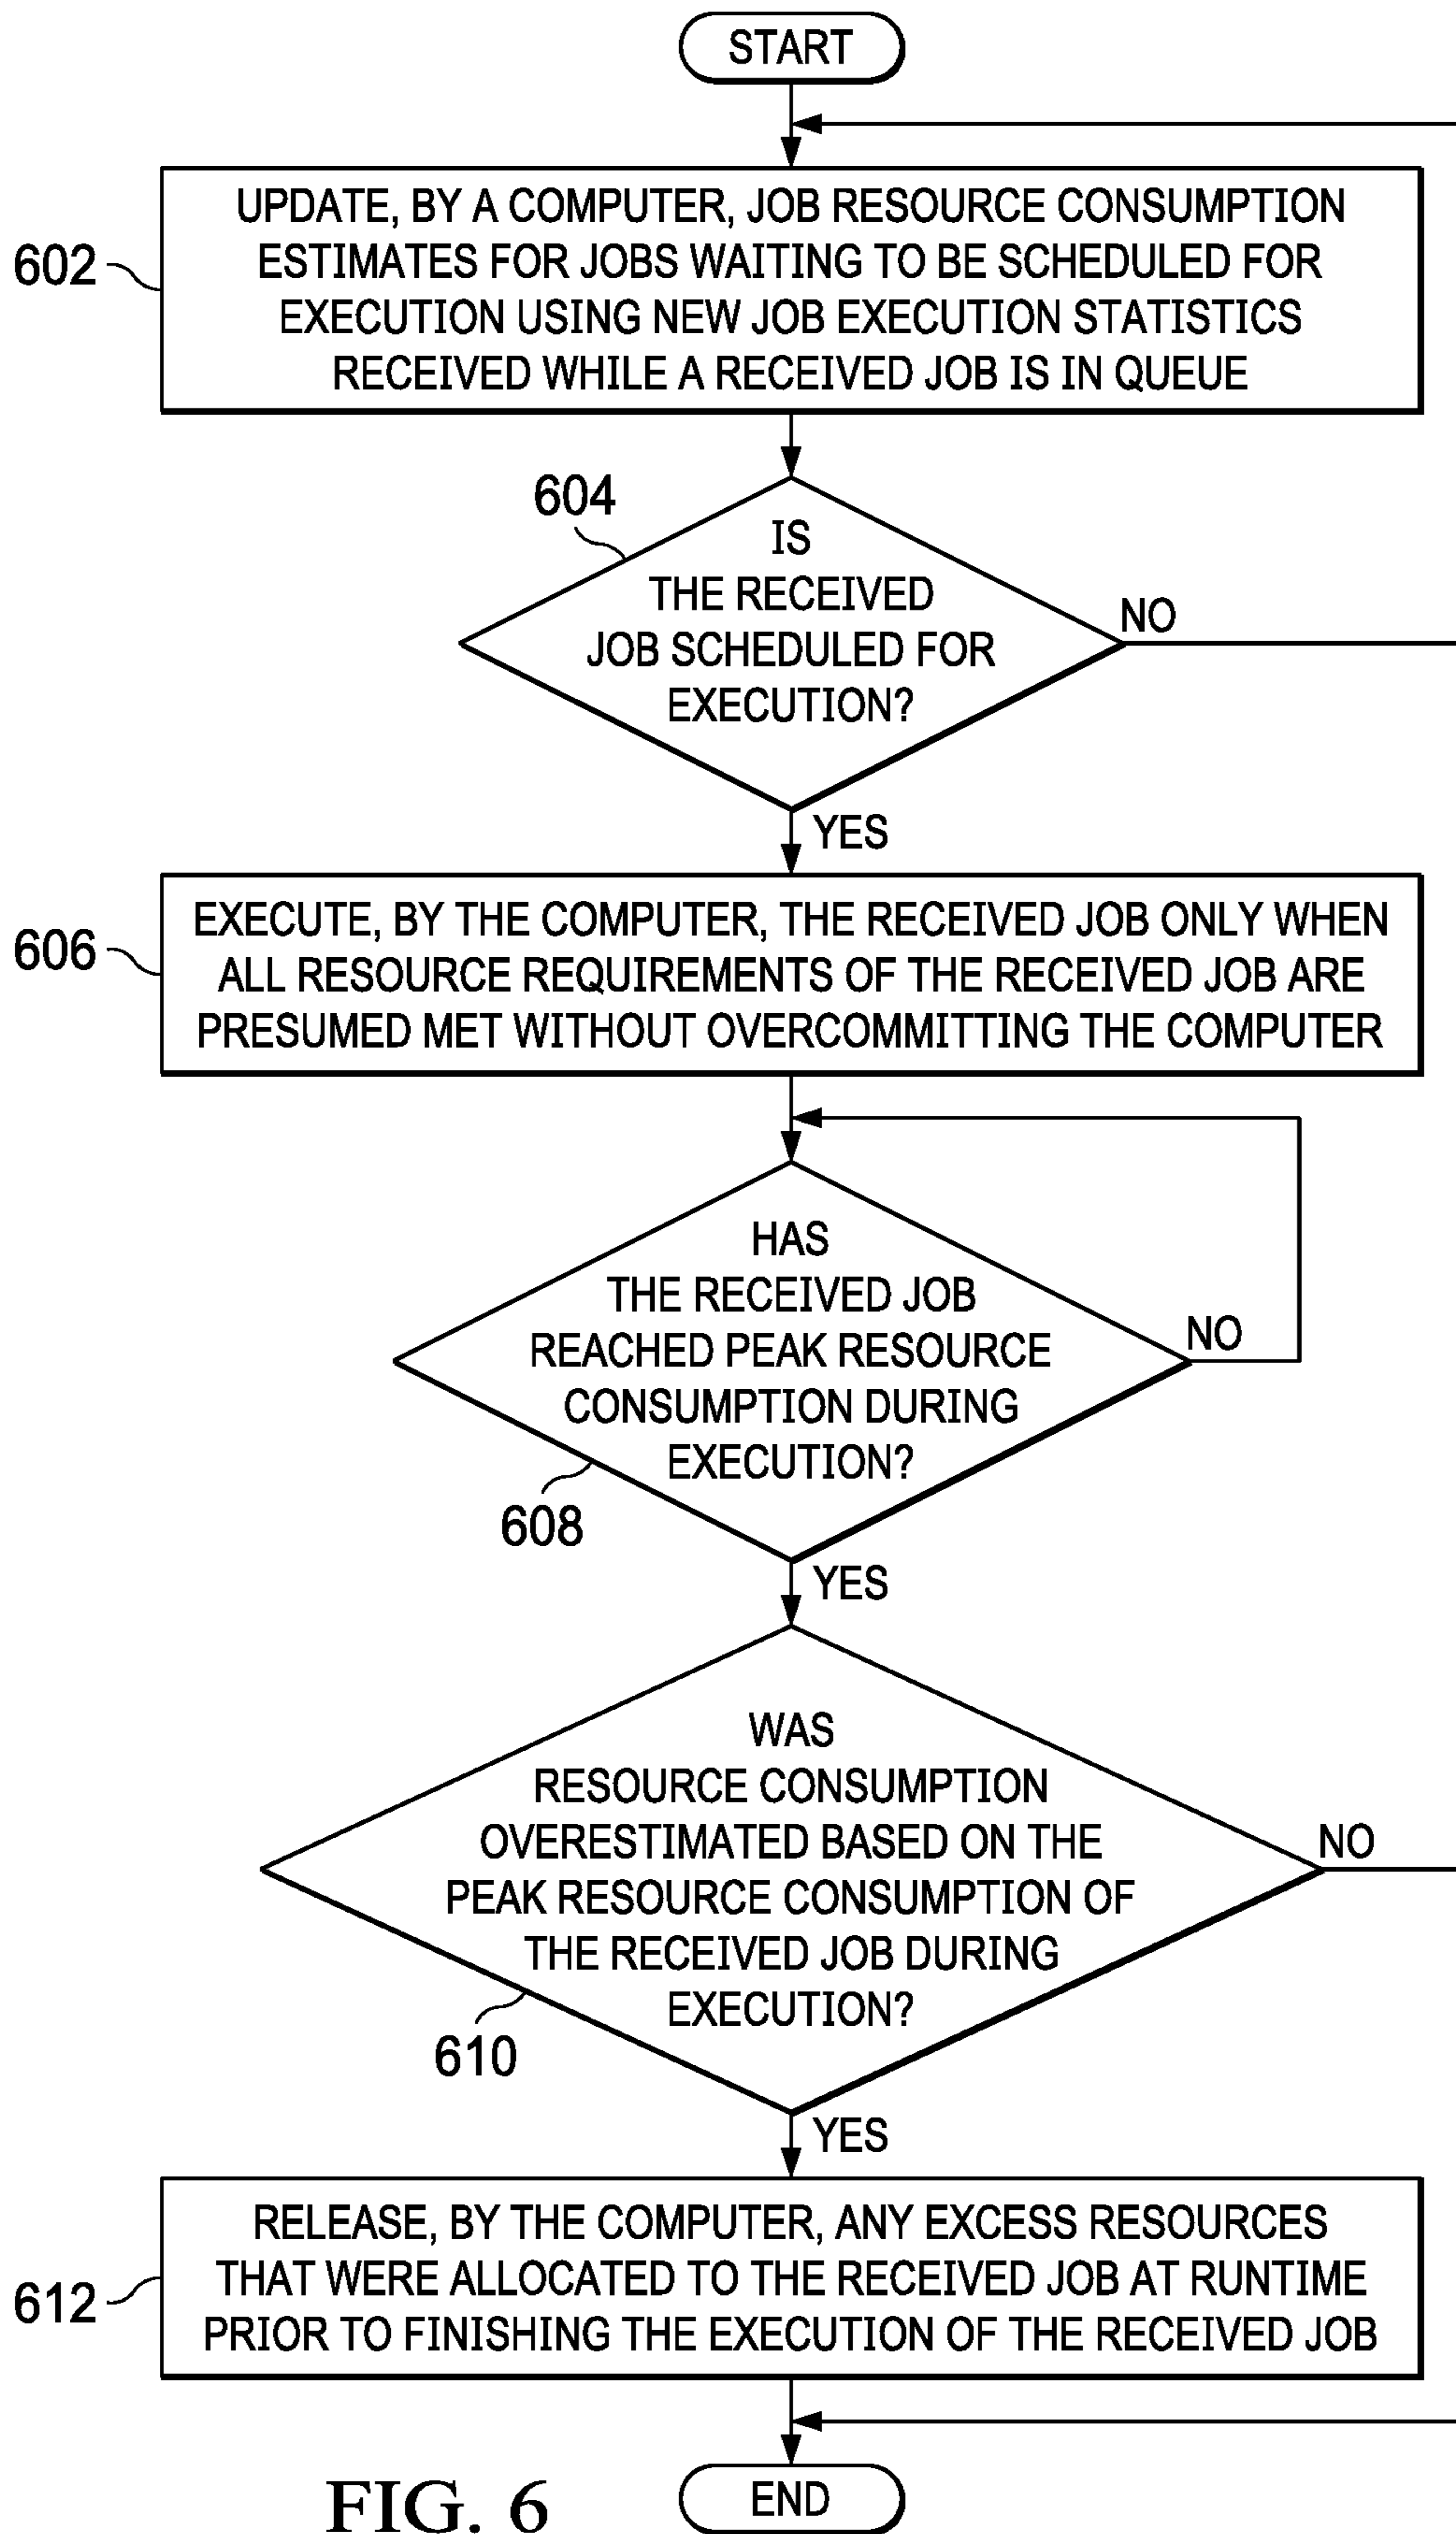 START
602
UPDATE, BY A COMPUTER, JOB RESOURCE CONSUMPTION
ESTIMATES FOR JOBS WAITING TO BE SCHEDULED FOR
EXECUTION USING NEW JOB EXECUTION STATISTICS
RECEIVED WHILE A RECEIVED JOB IS IN QUEUE
604
IS
THE RECEIVED
JOB SCHEDULED FOR
EXECUTION?
NO
YES
606
EXECUTE, BY THE COMPUTER, THE RECEIVED JOB ONLY WHEN
ALL RESOURCE REQUIREMENTS OF THE RECEIVED JOB ARE
PRESUMED MET WITHOUT OVERCOMMITTING THE COMPUTER
HAS
THE RECEIVED JOB
REACHED PEAK RESOURCE
CONSUMPTION DURING
EXECUTION?
NO
608
YES
WAS
RESOURCE CONSUMPTION
OVERESTIMATED BASED ON THE
PEAK RESOURCE CONSUMPTION OF
THE RECEIVED JOB DURING
EXECUTION?
NO
610
YES
612
RELEASE, BY THE COMPUTER, ANY EXCESS RESOURCES
THAT WERE ALLOCATED TO THE RECEIVED JOB AT RUNTIME
PRIOR TO FINISHING THE EXECUTION OF THE RECEIVED JOB
END
FIG. 6